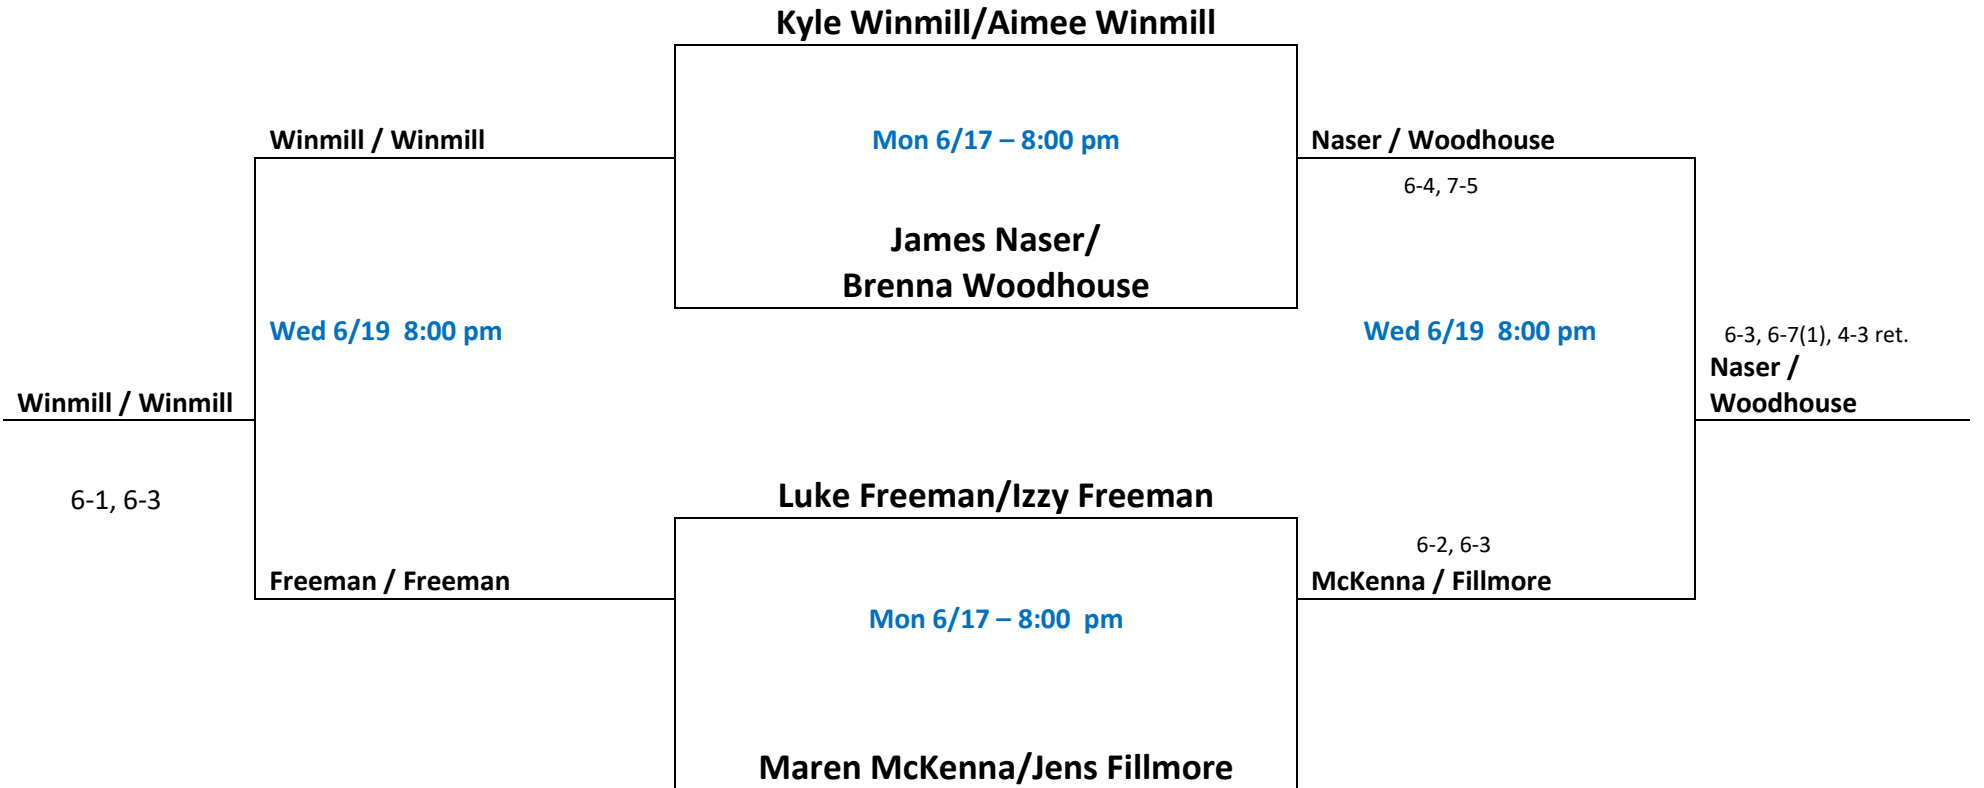 Kyle Winmill/Aimee Winmill
Winmill / Winmill
Mon 6/17 – 8:00 pm
Naser / Woodhouse
6-4, 7-5
James Naser/
Brenna Woodhouse
Wed 6/19  8:00 pm
Wed 6/19  8:00 pm
6-3, 6-7(1), 4-3 ret.
Naser /
Woodhouse
Winmill / Winmill
6-1, 6-3
Luke Freeman/Izzy Freeman
6-2, 6-3
Freeman / Freeman
McKenna / Fillmore
Mon 6/17 – 8:00  pm
Maren McKenna/Jens Fillmore